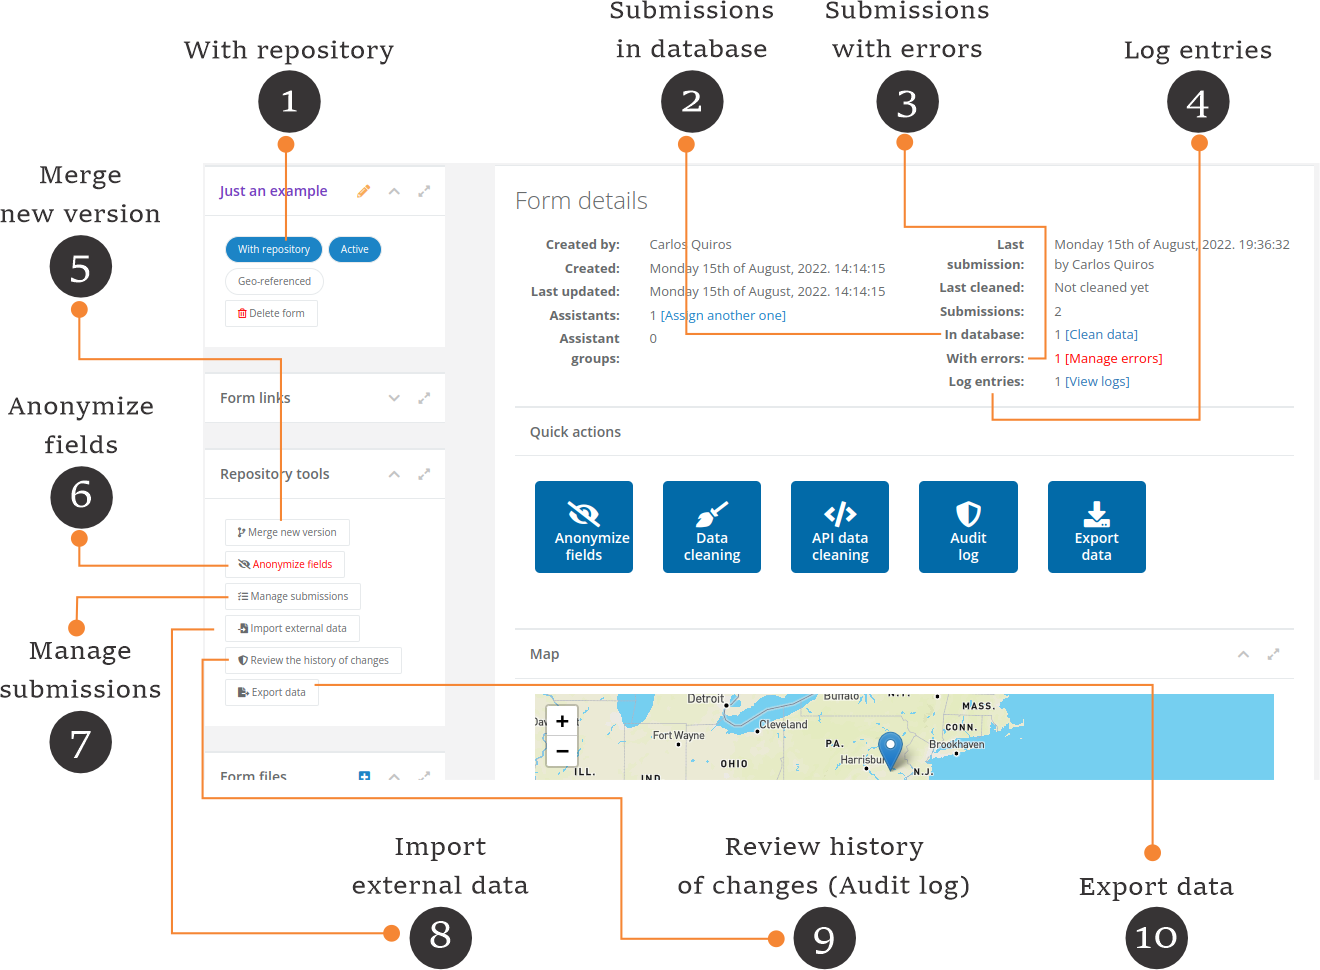 With repository
1
Submissions
in database
2
Submissions
with errors
3
Log entries
4
Merge
new version
5
Anonymize
fields
6
Manage
submissions
7
Just an example
With repository
Active
Geo-referenced
Delete form
Form links
Repository tools
Merge new version
Anonymize fields
Manage submissions
Import external data
Review the history of changes
Export data
Form files
Form details
Created by: Carlos Quiros
Created: Monday 15th of August, 2022. 14:14:15
Last updated: Monday 15th of August, 2022. 14:14:15
Assistants: 1 [Assign another one]
Assistant 0
groups:
Last Monday 15th of August, 2022. 19:36:32
submission: by Carlos Quiros
Last cleaned: Not cleaned yet
Submissions: 2
In database: 1 [Clean data]
With errors: 1 [Manage errors]
Log entries: 1 [View logs]
Quick actions
Anonymize
fields
Data
cleaning
API data
cleaning
Audit
log
Export
data
Map
+
−
Detroit
Buffalo
MASS.
Cleveland
CONN.
Fort Wayne
PA.
Brookhaven
OHIO
N.J.
ILL.
IND
Import
external data
8
Review history
of changes (Audit log)
9
Export data
10